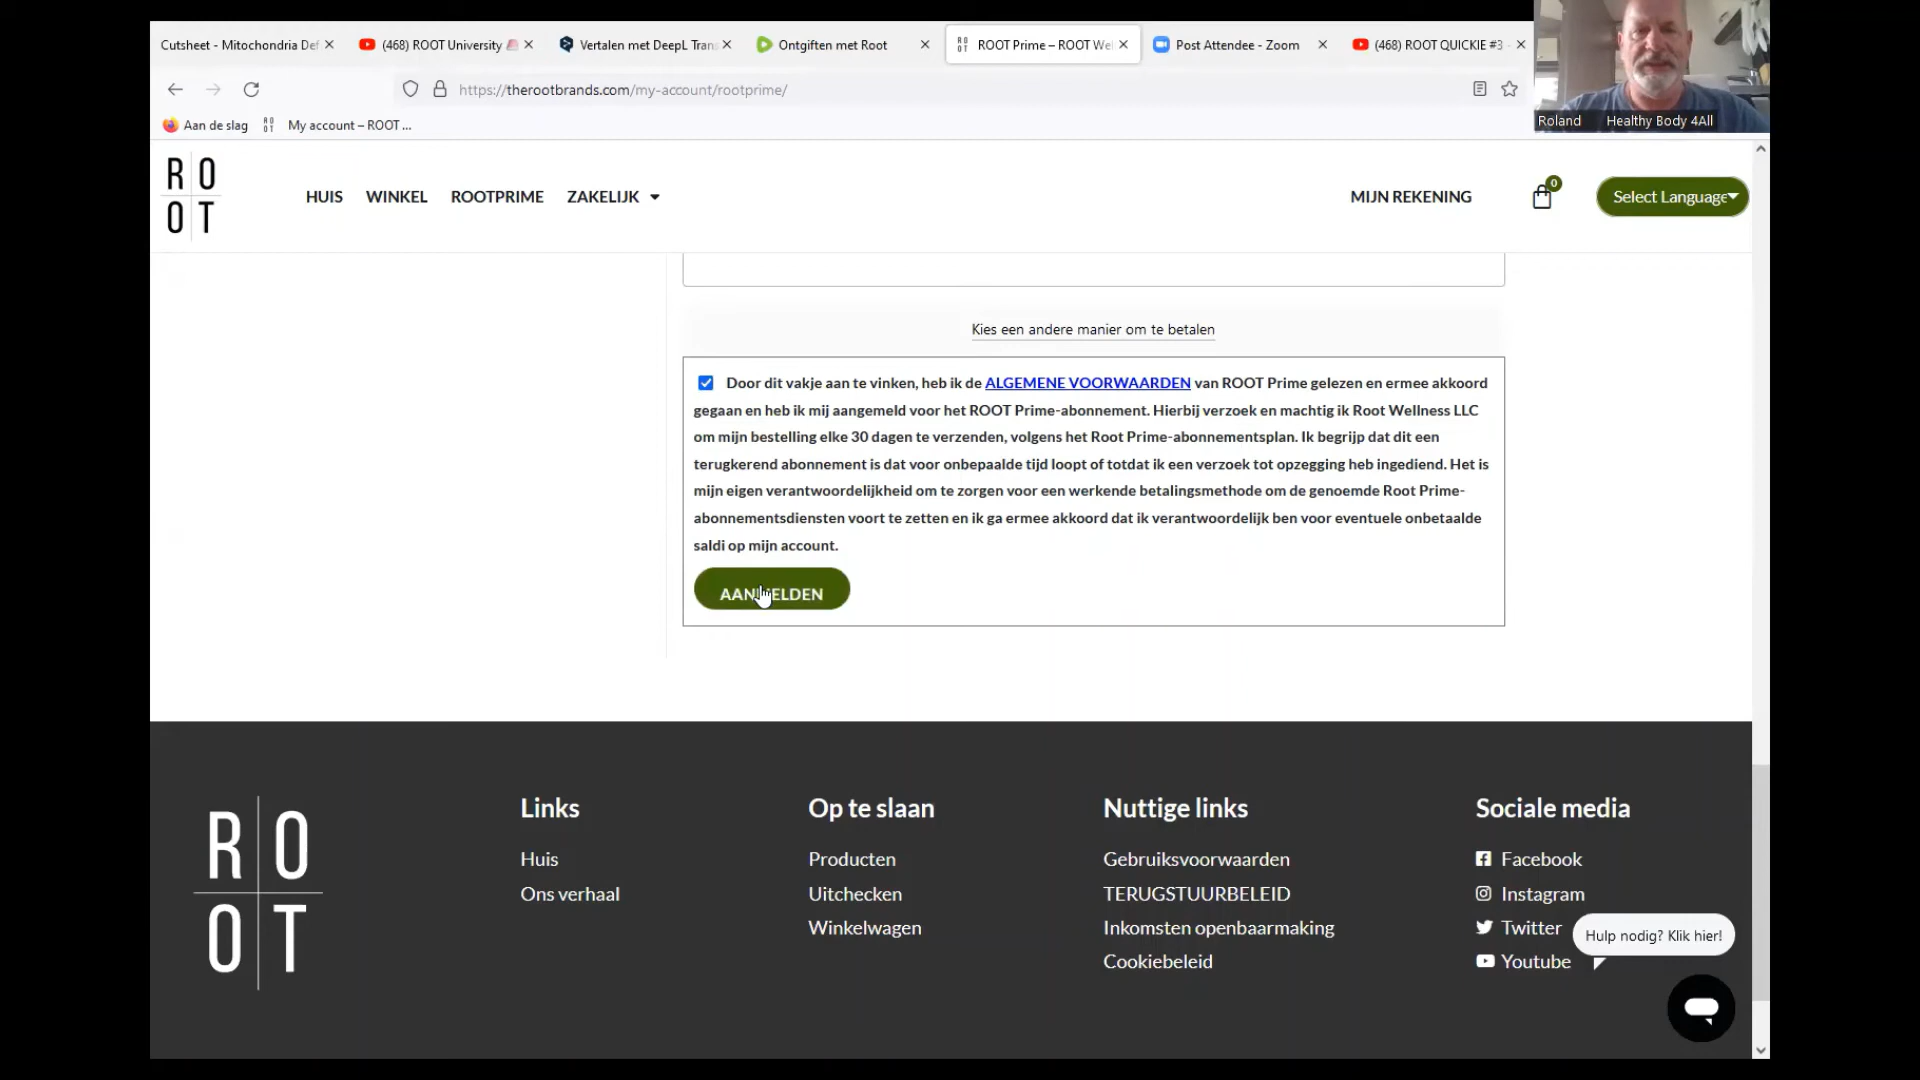 Cutsheet - Mitochondria Def
(468) ROOT University
Vertalen met DeepL Tran
Ontgiften met Root
ROOT Prime – ROOT We
Post Attendee - Zoom
(468) ROOT QUICKIE #3 -
https://therootbrands.com/my-account/rootprime/
Aan de slag
My account – ROOT ...
Roland Healthy Body 4All
RO
OT
HUIS
WINKEL
ROOTPRIME
ZAKELIJK
MIJN REKENING
0
Select Language
Kies een andere manier om te betalen
Door dit vakje aan te vinken, heb ik de ALGEMENE VOORWAARDEN van ROOT Prime gelezen en ermee akkoord
gegaan en heb ik mij aangemeld voor het ROOT Prime-abonnement. Hierbij verzoek en machtig ik Root Wellness LLC
om mijn bestelling elke 30 dagen te verzenden, volgens het Root Prime-abonnementsplan. Ik begrijp dat dit een
terugkerend abonnement is dat voor onbepaalde tijd loopt of totdat ik een verzoek tot opzegging heb ingediend. Het is
mijn eigen verantwoordelijkheid om te zorgen voor een werkende betalingsmethode om de genoemde Root Prime-
abonnementsdiensten voort te zetten en ik ga ermee akkoord dat ik verantwoordelijk ben voor eventuele onbetaalde
saldi op mijn account.
AANMELDEN
RO
OT
Links
Huis
Ons verhaal
Op te slaan
Producten
Uitchecken
Winkelwagen
Nuttige links
Gebruiksvoorwaarden
TERUGSTUURBELEID
Inkomsten openbaarmaking
Cookiebeleid
Sociale media
Facebook
Instagram
Twitter
Youtube
Hulp nodig? Klik hier!